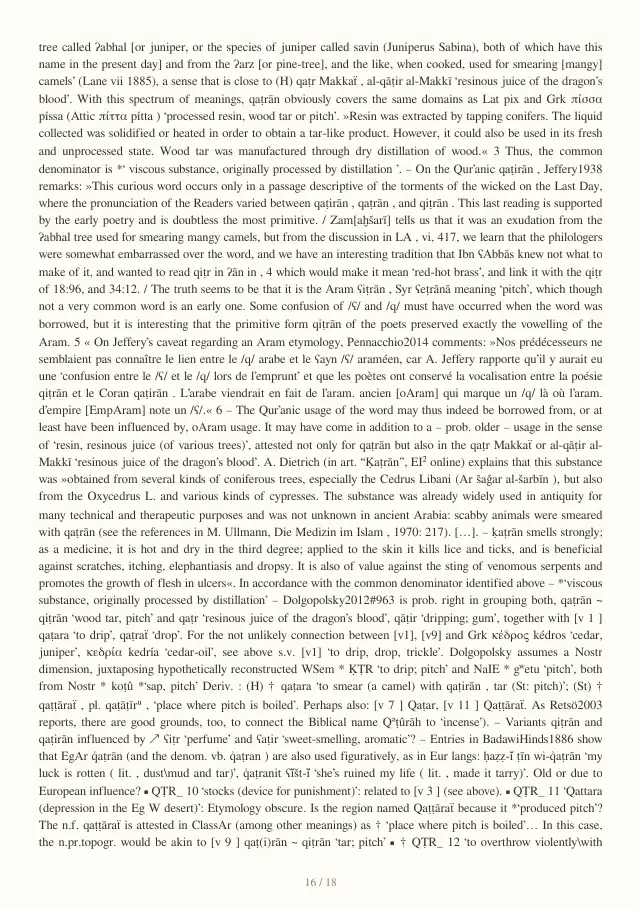 tree called ʔabhal [or juniper, or the species of juniper called savin (Juniperus Sabina), both of which have this
name in the present day] and from the ʔarz [or pine-tree], and the like, when cooked, used for smearing [mangy]
camels’ (Lane vii 1885), a sense that is close to (H) qaṭr Makkaẗ , al-qāṭir al-Makkī ‘resinous juice of the dragon’s
blood’. With this spectrum of meanings, qaṭrān obviously covers the same domains as Lat pix and Grk πίσσα
píssa (Attic πίττα pítta ) ‘processed resin, wood tar or pitch’. »Resin was extracted by tapping conifers. The liquid
collected was solidified or heated in order to obtain a tar-like product. However, it could also be used in its fresh
and unprocessed state. Wood tar was manufactured through dry distillation of wood.« 3 Thus, the common
denominator is *‘ viscous substance, originally processed by distillation ’. – On the Qurʾanic qaṭirān , Jeffery1938
remarks: »This curious word occurs only in a passage descriptive of the torments of the wicked on the Last Day,
where the pronunciation of the Readers varied between qaṭirān , qaṭrān , and qiṭrān . This last reading is supported
by the early poetry and is doubtless the most primitive. / Zam[aḫšarī] tells us that it was an exudation from the
ʔabhal tree used for smearing mangy camels, but from the discussion in LA , vi, 417, we learn that the philologers
were somewhat embarrassed over the word, and we have an interesting tradition that Ibn ʕAbbās knew not what to
make of it, and wanted to read qiṭr in ʔān in , 4 which would make it mean ‘red-hot brass’, and link it with the qiṭr
of 18:96, and 34:12. / The truth seems to be that it is the Aram ʕiṭrān , Syr ʕeṭrānā meaning ‘pitch’, which though
not a very common word is an early one. Some confusion of /ʕ/ and /q/ must have occurred when the word was
borrowed, but it is interesting that the primitive form qiṭrān of the poets preserved exactly the vowelling of the
Aram. 5 « On Jeffery’s caveat regarding an Aram etymology, Pennacchio2014 comments: »Nos prédécesseurs ne
semblaient pas connaître le lien entre le /q/ arabe et le ʕayn /ʕ/ araméen, car A. Jeffery rapporte qu’il y aurait eu
une ‘confusion entre le /ʕ/ et le /q/ lors de l’emprunt’ et que les poètes ont conservé la vocalisation entre la poésie
qiṭrān et le Coran qaṭirān . L’arabe viendrait en fait de l’aram. ancien [oAram] qui marque un /q/ là où l’aram.
d’empire [EmpAram] note un /ʕ/.« 6 – The Qurʾanic usage of the word may thus indeed be borrowed from, or at
least have been influenced by, oAram usage. It may have come in addition to a – prob. older – usage in the sense
of ‘resin, resinous juice (of various trees)’, attested not only for qaṭrān but also in the qaṭr Makkaẗ or al-qāṭir al-
Makkī ‘resinous juice of the dragon’s blood’. A. Dietrich (in art. “Ḳaṭrān”, EI² online) explains that this substance
was »obtained from several kinds of coniferous trees, especially the Cedrus Libani (Ar šaǧar al-šarbīn ), but also
from the Oxycedrus L. and various kinds of cypresses. The substance was already widely used in antiquity for
many technical and therapeutic purposes and was not unknown in ancient Arabia: scabby animals were smeared
with qaṭrān (see the references in M. Ullmann, Die Medizin im Islam , 1970: 217). […]. – ḳaṭrān smells strongly;
as a medicine, it is hot and dry in the third degree; applied to the skin it kills lice and ticks, and is beneficial
against scratches, itching, elephantiasis and dropsy. It is also of value against the sting of venomous serpents and
promotes the growth of flesh in ulcers«. In accordance with the common denominator identified above – *‘viscous
substance, originally processed by distillation’ – Dolgopolsky2012#963 is prob. right in grouping both, qaṭrān ~
qiṭrān ‘wood tar, pitch’ and qaṭr ‘resinous juice of the dragon’s blood’, qāṭir ‘dripping; gum’, together with [v 1 ]
qaṭara ‘to drip’, qaṭraẗ ‘drop’. For the not unlikely connection between [v1], [v9] and Grk κέδρος kédros ‘cedar,
juniper’, κεδρία kedría ‘cedar-oil’, see above s.v. [v1] ‘to drip, drop, trickle’. Dolgopolsky assumes a Nostr
dimension, juxtaposing hypothetically reconstructed WSem * ḲṬR ‘to drip; pitch’ and NaIE * gʷetu ‘pitch’, both
from Nostr * ḳoṭû *‘sap, pitch’ Deriv. : (H) † qaṭara ‘to smear (a camel) with qaṭirān , tar (St: pitch)’; (St) †
qaṭṭāraẗ , pl. qaṭāṭīrᵘ , ‘place where pitch is boiled’. Perhaps also: [v 7 ] Qaṭar, [v 11 ] Qaṭṭāraẗ. As Retsö2003
reports, there are good grounds, too, to connect the Biblical name Qᵊṭûrāh to ‘incense’). – Variants qiṭrān and
qaṭirān influenced by ↗ ʕiṭr ‘perfume’ and ʕaṭir ‘sweet-smelling, aromatic’? – Entries in BadawiHinds1886 show
that EgAr q̇aṭrān (and the denom. vb. q̇aṭran ) are also used figuratively, as in Eur langs: ḥaẓẓ-ī̆ ṭīn wi-q̇aṭrān ‘my
luck is rotten ( lit. , dust\mud and tar)’, q̇aṭranit ʕīšt-ī̆ ‘she’s ruined my life ( lit. , made it tarry)’. Old or due to
European influence? ▪ QṬR_ 10 ‘stocks (device for punishment)’: related to [v 3 ] (see above). ▪ QṬR_ 11 ‘Qattara
(depression in the Eg W desert)’: Etymology obscure. Is the region named Qaṭṭāraẗ because it *‘produced pitch’?
The n.f. qaṭṭāraẗ is attested in ClassAr (among other meanings) as † ‘place where pitch is boiled’… In this case,
the n.pr.topogr. would be akin to [v 9 ] qaṭ(i)rān ~ qiṭrān ‘tar; pitch’ ▪ † QṬR_ 12 ‘to overthrow violently\with
16 / 18